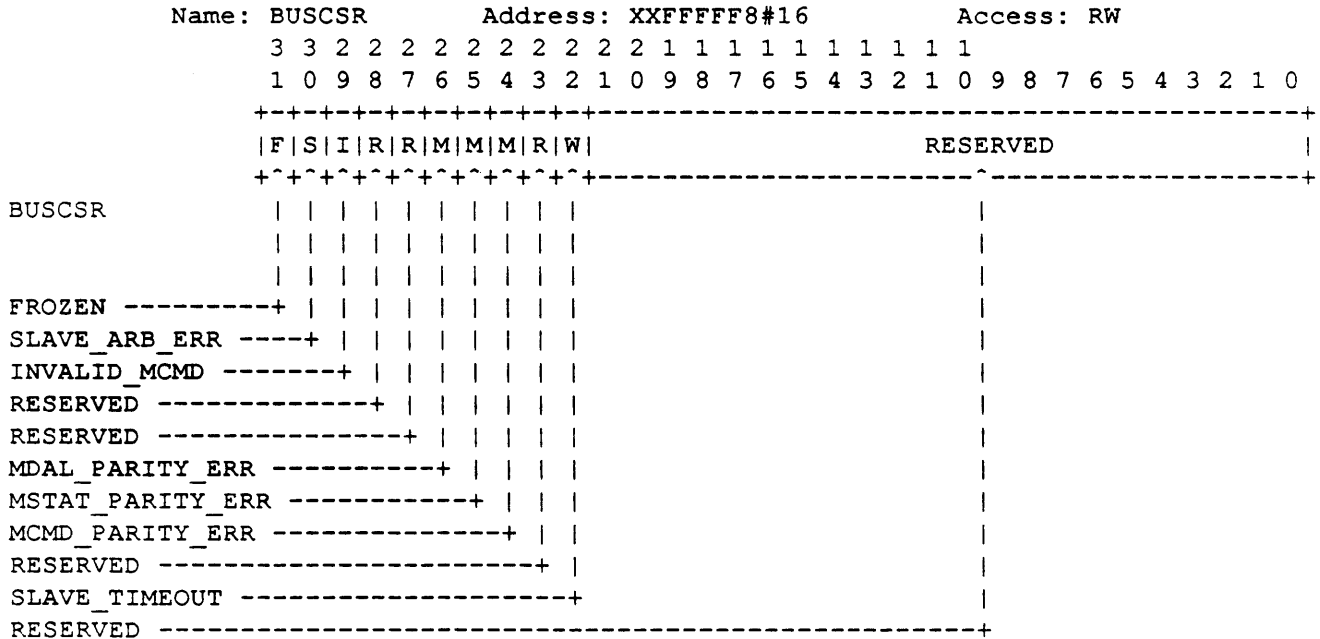 Name: BUSCSR Address: XXFFFFF8#16 Access: RW
3 3 2 2 2 2 2 2 2 2 2 2 1 1 1 1 1 1 1 1 1 1
1 0 9 8 7 6 5 4 3 2 1 0 9 8 7 6 5 4 3 2 1 0 9 8 7 6 5 4 3 2 1 0
+-+-+-+-+-+-+-+-+-+-+-------------------------------------------+
|F|S|I|R|R|M|M|M|R|W| RESERVED |
+^+^+^+^+^+^+^+^+^+^+-----------------------^-------------------+
BUSCSR | | | | | | | | | | |
| | | | | | | | | | |
| | | | | | | | | | |
FROZEN ---------+ | | | | | | | | | |
SLAVE_ARB_ERR ----+ | | | | | | | | |
INVALID_MCMD -------+ | | | | | | | |
RESERVED -------------+ | | | | | | |
RESERVED ---------------+ | | | | | |
MDAL_PARITY_ERR ----------+ | | | | |
MSTAT_PARITY_ERR -----------+ | | | |
MCMD_PARITY_ERR --------------+ | | |
RESERVED -----------------------+ | |
SLAVE_TIMEOUT --------------------+ |
RESERVED --------------------------------------------------+